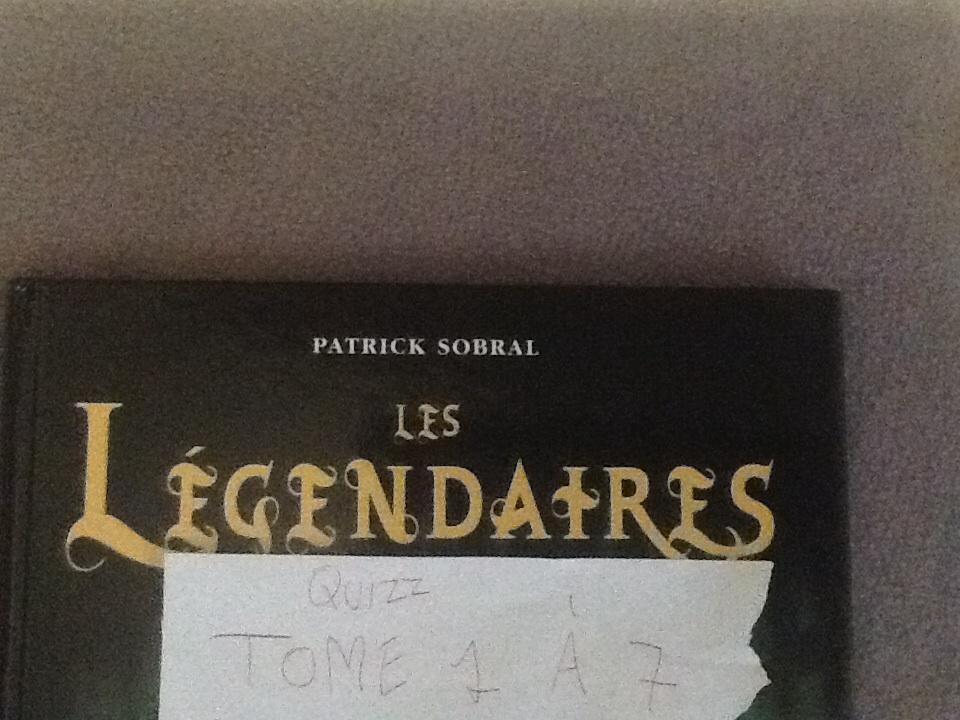 PATRICK SOBRAL
LES
LÉGENDAIRES
QUIZZ
TOME 1 À 7